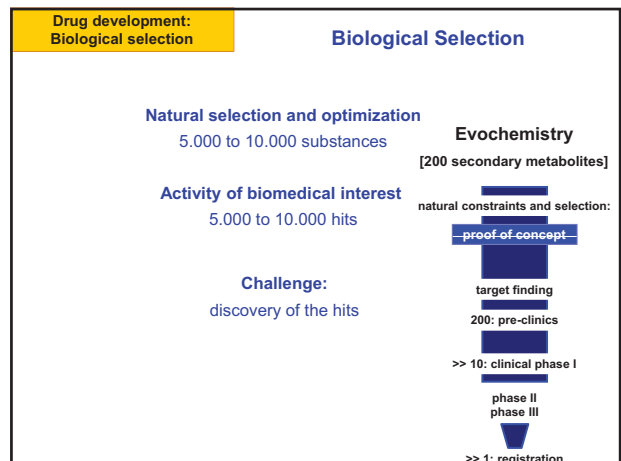 Drug development:
Biological selection
Biological Selection
Natural selection and optimization
5.000 to 10.000 substances
Activity of biomedical interest
5.000 to 10.000 hits
Challenge:
discovery of the hits
Evochemistry
[200 secondary metabolites]
natural constraints and selection:
proof of concept
target finding
200: pre-clinics
>> 10: clinical phase I
phase II
phase III
>> 1: registration